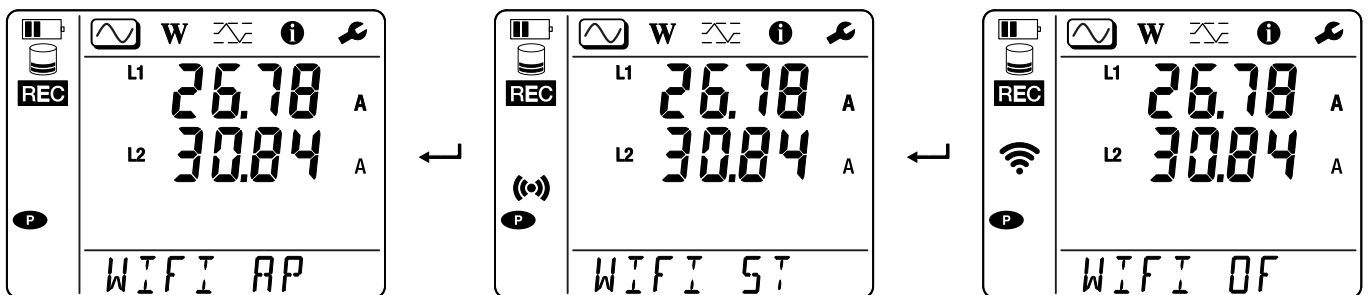 W
REC
L1 26.78 A
L2 30.84 A
P
WIFI AP
W
REC
L1 26.78 A
L2 30.84 A
P
WIFI ST
W
REC
L1 26.78 A
L2 30.84 A
P
WIFI OF